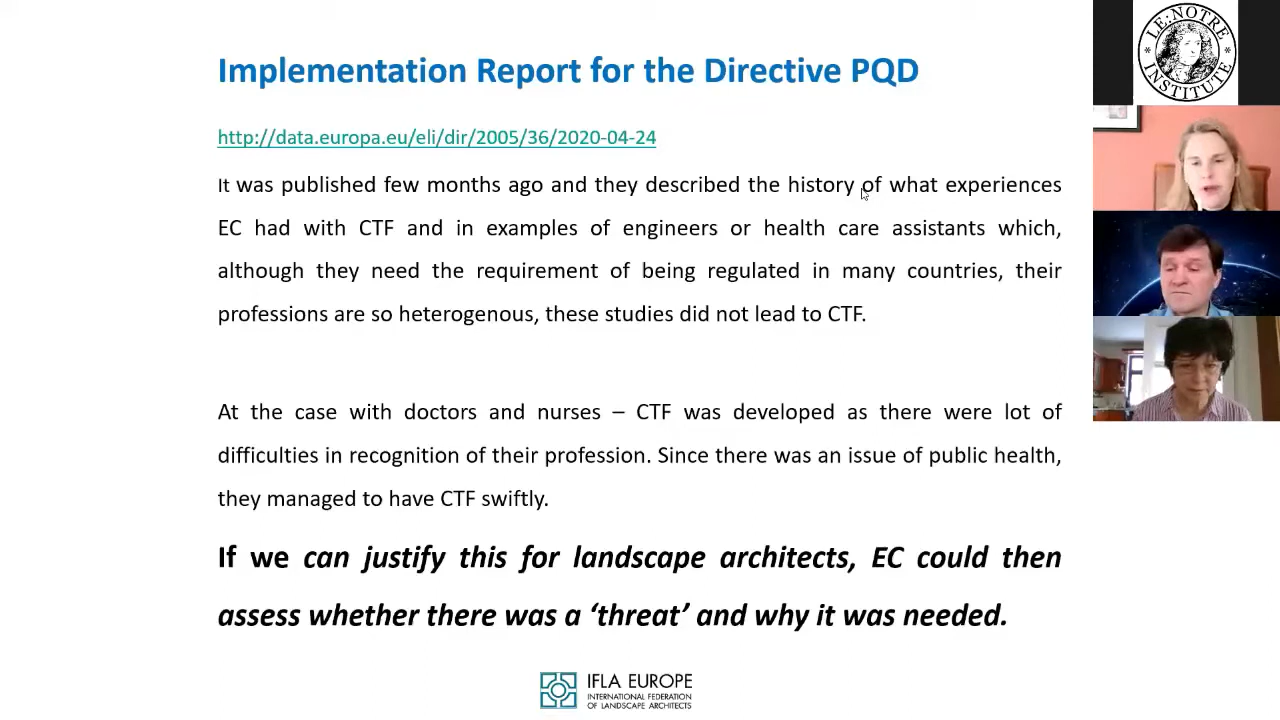 Implementation Report for the Directive PQD
http://data.europa.eu/eli/dir/2005/36/2020-04-24
It was published few months ago and they described the history of what experiences
EC had with CTF and in examples of engineers or health care assistants which,
although they need the requirement of being regulated in many countries, their
professions are so heterogenous, these studies did not lead to CTF.
At the case with doctors and nurses – CTF was developed as there were lot of
difficulties in recognition of their profession. Since there was an issue of public health,
they managed to have CTF swiftly.
If we can justify this for landscape architects, EC could then
assess whether there was a ‘threat’ and why it was needed.
IFLA EUROPE
INTERNATIONAL FEDERATION
OF LANDSCAPE ARCHITECTS
LE:NOTRE
INSTITUTE